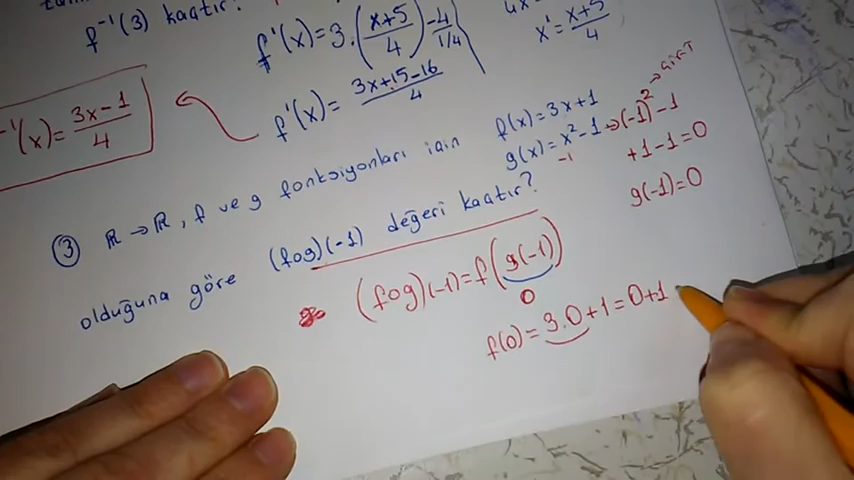 f⁻¹(3) kaçtır?
f'(x)=3.(x+5/4)-4/1/4
x'=x+5/4
f'(x)=3x+15-16/4
⁻¹(x)=3x-1/4
③ R→R, f ve g fonksiyonları için
f(x)=3x+1
g(x)=x²-1→(-1)²-1
-1
→ÇİFT
+1-1=0
g(-1)=0
olduğuna göre (fog)(-1) değeri kaçtır?
(fog)(-1)=f(g(-1))
0
f(0)=3.0+1=0+1